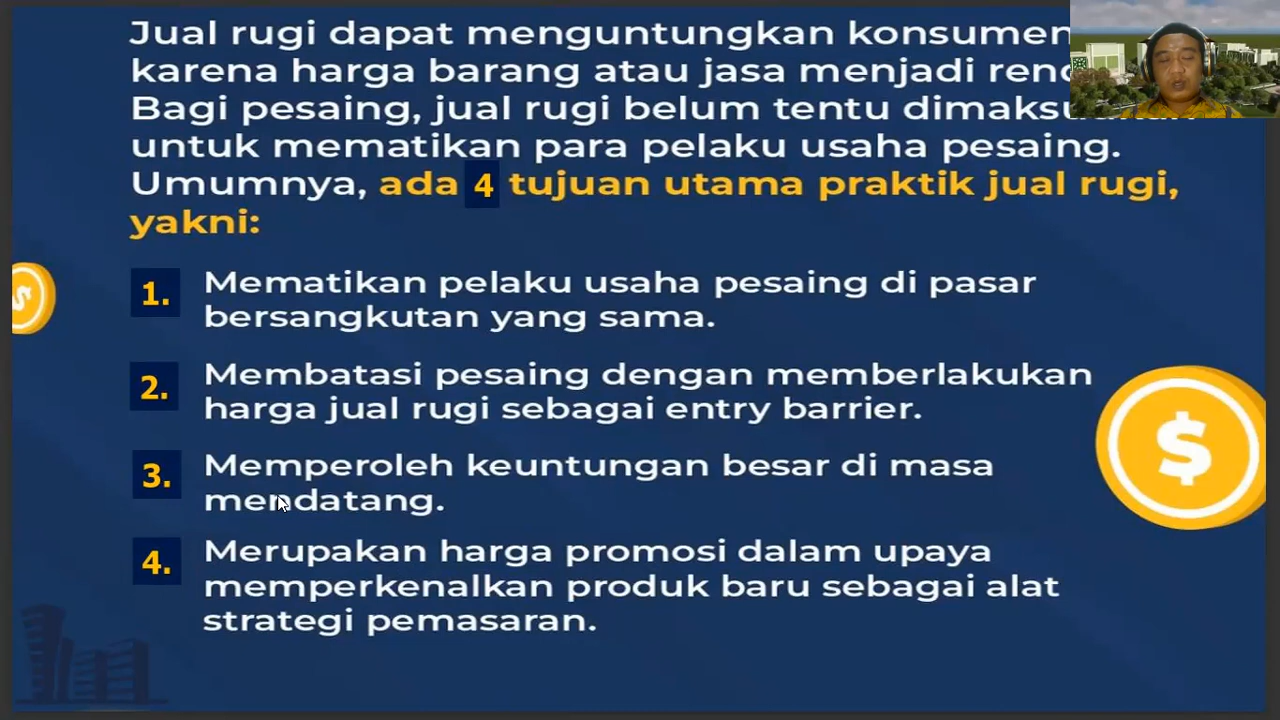 Jual rugi dapat menguntungkan konsumen
karena harga barang atau jasa menjadi
Bagi pesaing, jual rugi belum tentu
untuk mematikan para pelaku usaha pesaing.
Umumnya, ada 4 tujuan utama praktik jual rugi,
yakni:
1. Mematikan pelaku usaha pesaing di pasar
bersangkutan yang sama.
2. Membatasi pesaing dengan memberlakukan
harga jual rugi sebagai entry barrier.
3. Memperoleh keuntungan besar di masa
mendatang.
4. Merupakan harga promosi dalam upaya
memperkenalkan produk baru sebagai alat
strategi pemasaran.
$
$